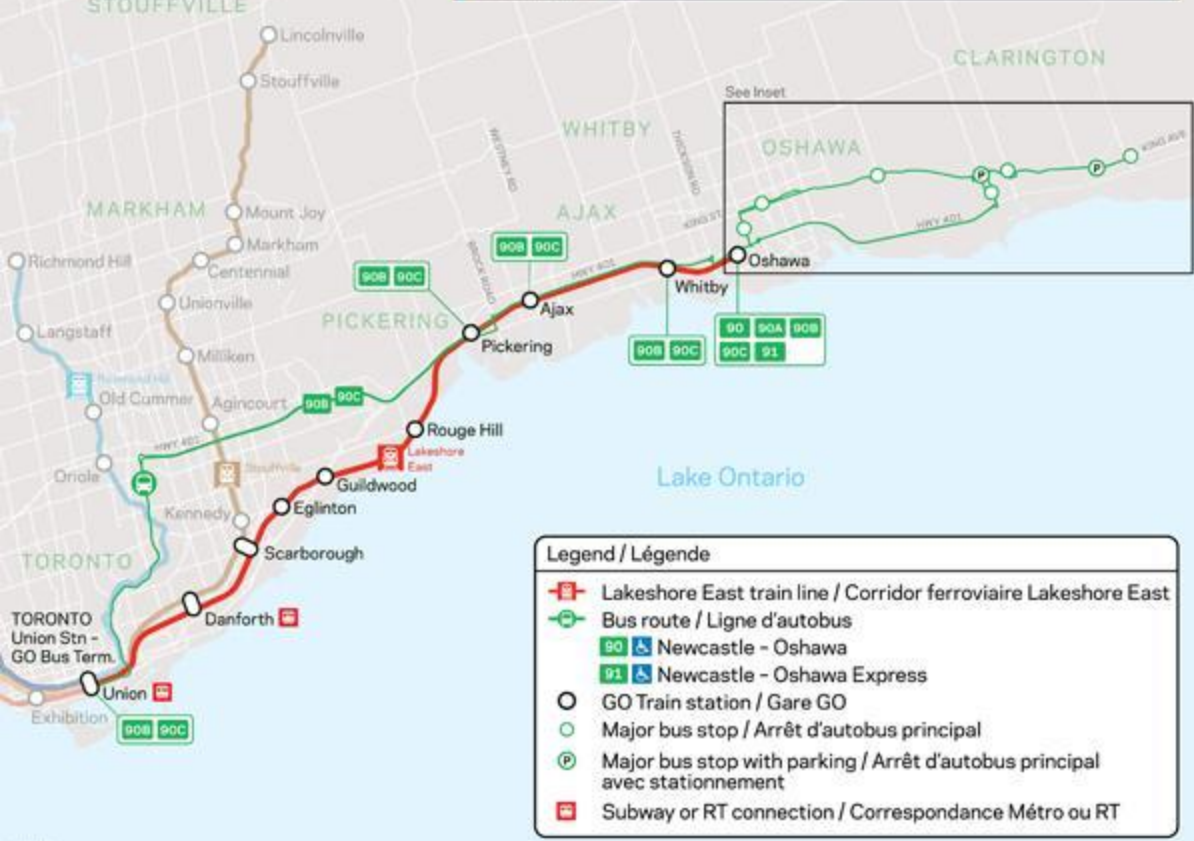 STOUFFVILLE
Lincolnville
Stouffville
CLARINGTON
See Inset
WHITBY
OSHAWA
WESTNEY RD
THICKSON RD
KING AVE
MARKHAM
Mount Joy
AJAX
KING ST
HWY 401
Markham
90B 90C
Richmond Hill
Centennial
BROCK ROAD
HWY 401
Oshawa
90B 90C
Whitby
Unionville
Ajax
PICKERING
Langstaff
Pickering
90 90A 90B
90C 91
90B 90C
Milliken
Richmond Hill
Old Cummer
Agincourt
90B 90C
Rouge Hill
HWY 401
Lakeshore
East
Oriole
Stouffville
Guildwood
Lake Ontario
Eglinton
Kennedy
Scarborough
TORONTO
Danforth
TORONTO
Union Stn -
GO Bus Term.
Union
Exhibition
90B 90C
Legend / Légende
Lakeshore East train line / Corridor ferroviaire Lakeshore East
Bus route / Ligne d'autobus
90 Newcastle - Oshawa
91 Newcastle - Oshawa Express
GO Train station / Gare GO
Major bus stop / Arrêt d'autobus principal
P Major bus stop with parking / Arrêt d'autobus principal
avec stationnement
Subway or RT connection / Correspondance Métro ou RT